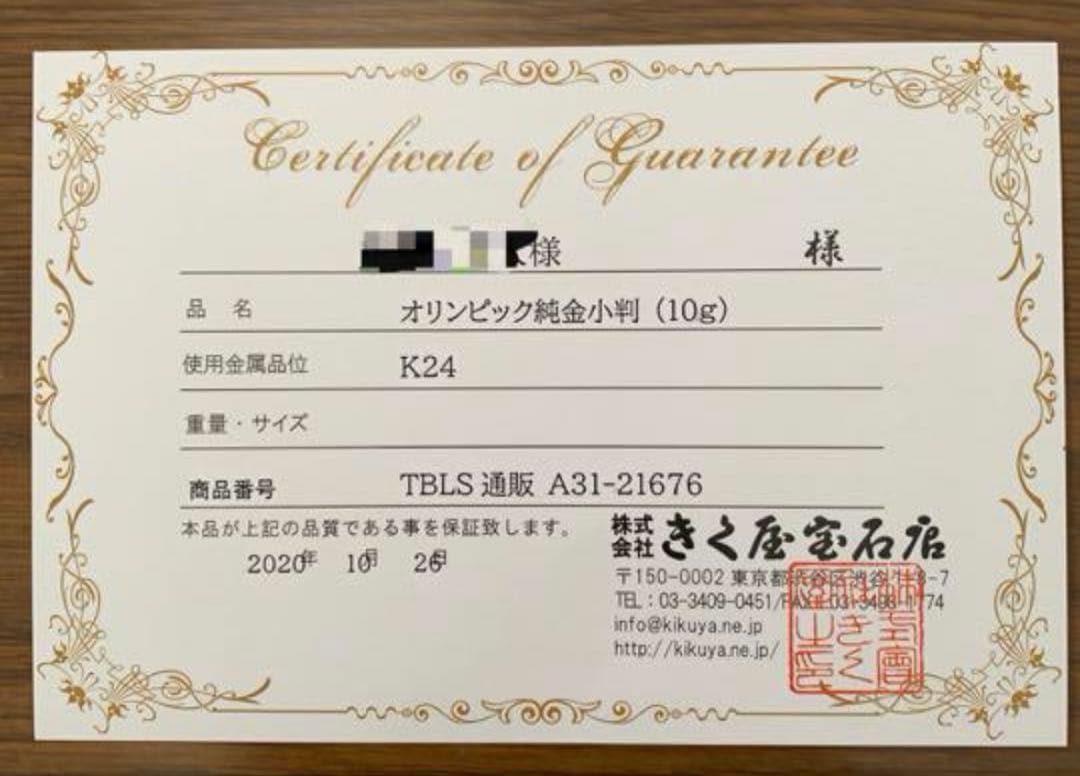 Certificate of Guarantee
様 様
品 名 オリンピック純金小判（10g）
使用金属品位 K24
重量・サイズ
商品番号 TBLS 通販 A31-21676
本品が上記の品質である事を保証致します。
2020年 10月 26日
株式会社 きく屋宝石店
〒150-0002 東京都渋谷区渋谷 -7
TEL：03-3409-0451/FAX：03-3498-1174
info@kikuya.ne.jp
http://kikuya.ne.jp/